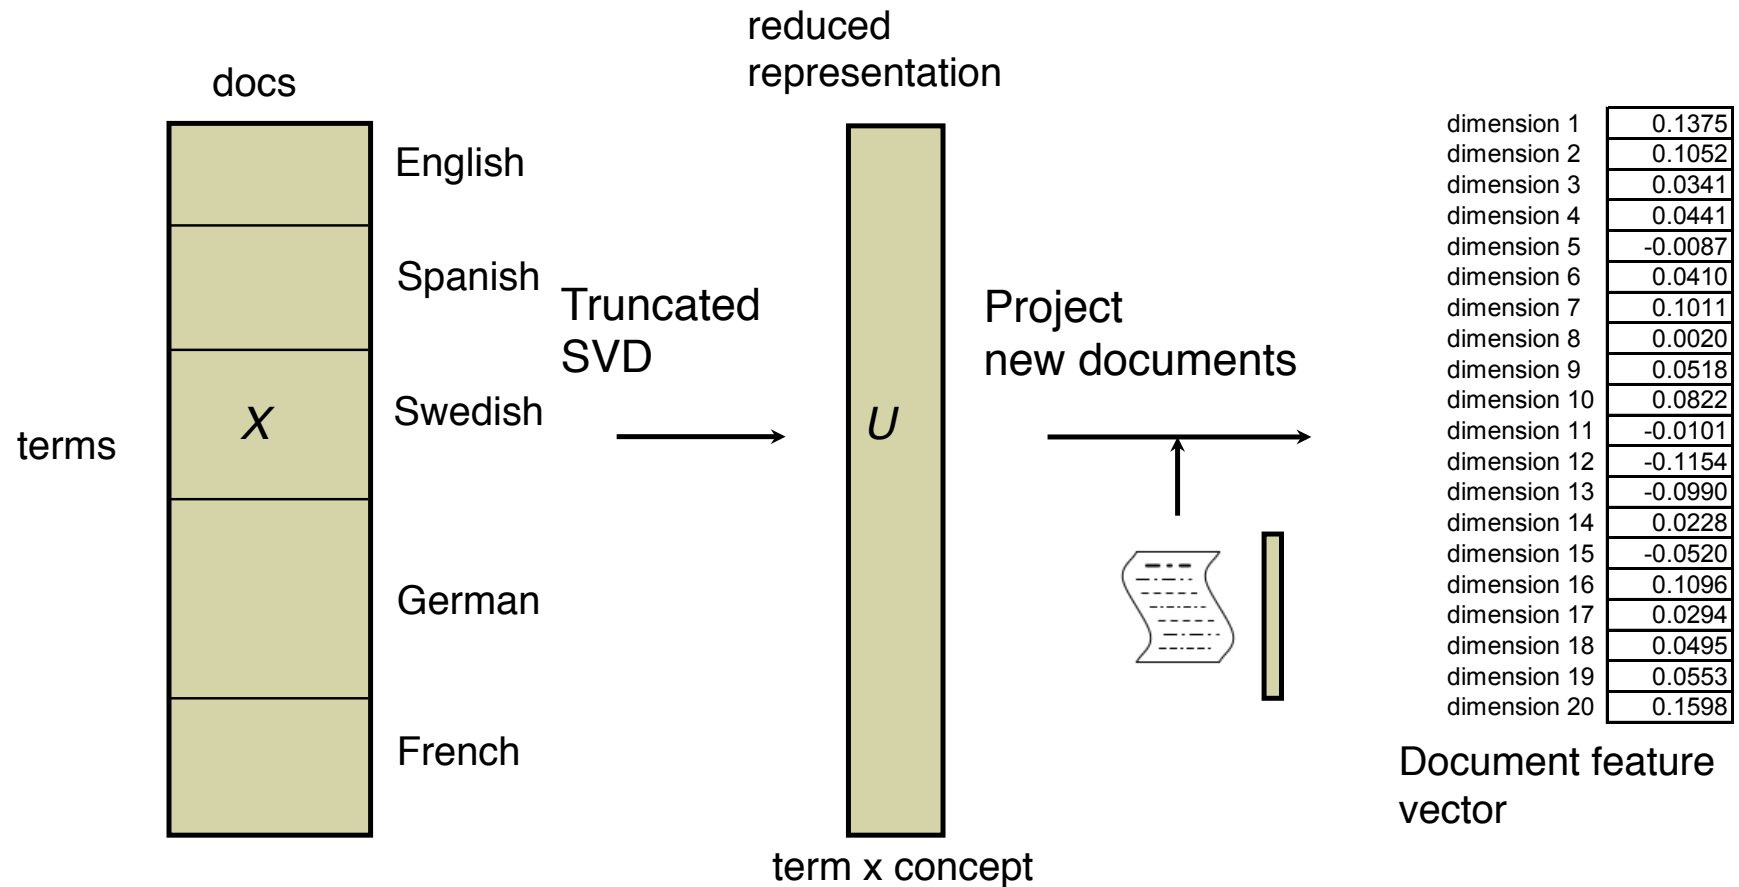 docs
terms
X
English
Spanish
Swedish
German
French
Truncated
SVD
reduced
representation
U
term x concept
Project
new documents
dimension 1 0.1375
dimension 2 0.1052
dimension 3 0.0341
dimension 4 0.0441
dimension 5 -0.0087
dimension 6 0.0410
dimension 7 0.1011
dimension 8 0.0020
dimension 9 0.0518
dimension 10 0.0822
dimension 11 -0.0101
dimension 12 -0.1154
dimension 13 -0.0990
dimension 14 0.0228
dimension 15 -0.0520
dimension 16 0.1096
dimension 17 0.0294
dimension 18 0.0495
dimension 19 0.0553
dimension 20 0.1598
Document feature
vector